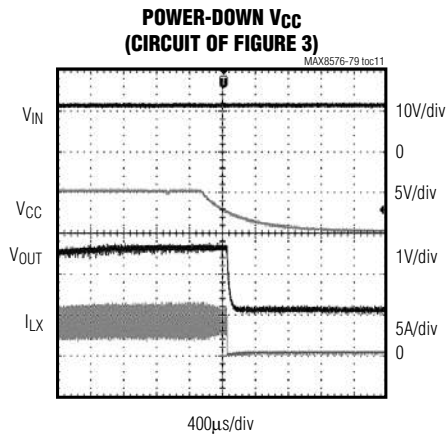 POWER-DOWN VCC
(CIRCUIT OF FIGURE 3)
MAX8576-79 toc11
T
VIN
10V/div
0
5V/div
VCC
VOUT
1V/div
ILX
5A/div
0
400µs/div